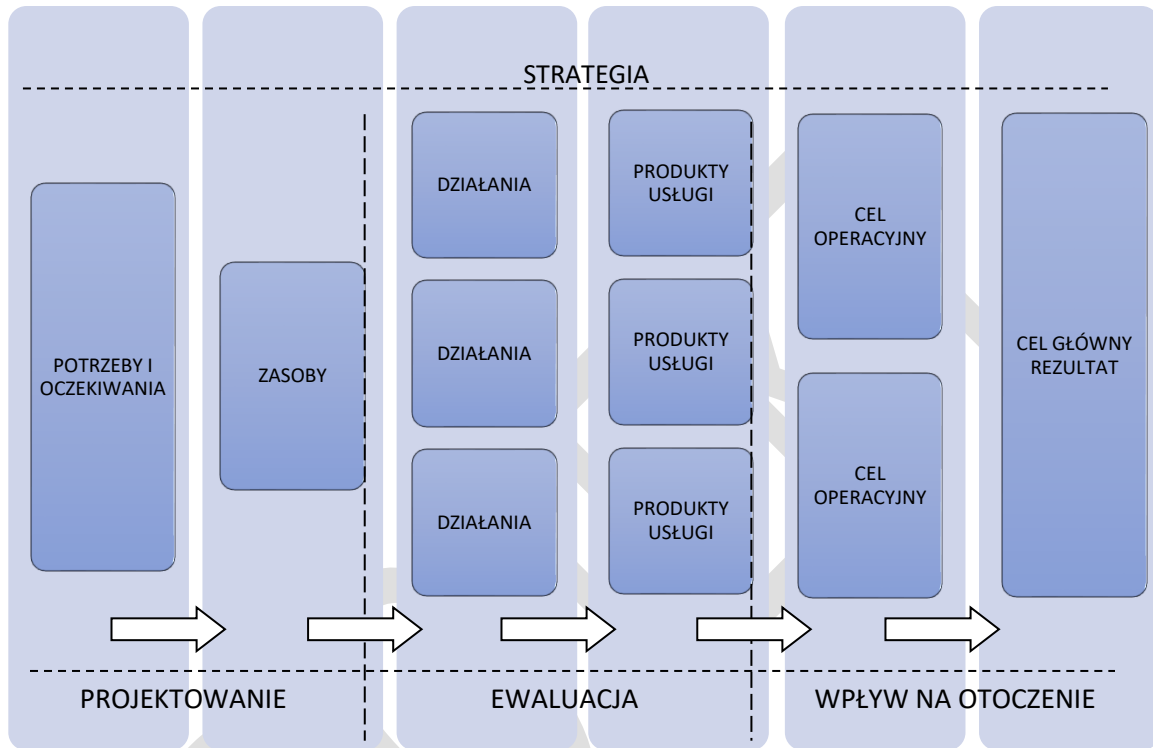 STRATEGIA
POTRZEBY I
OCZEKIWANIA
ZASOBY
DZIAŁANIA
DZIAŁANIA
DZIAŁANIA
PRODUKTY
USŁUGI
PRODUKTY
USŁUGI
PRODUKTY
USŁUGI
CEL
OPERACYJNY
CEL
OPERACYJNY
CEL GŁÓWNY
REZULTAT
PROJEKTOWANIE
EWALUACJA
WPŁYW NA OTOCZENIE